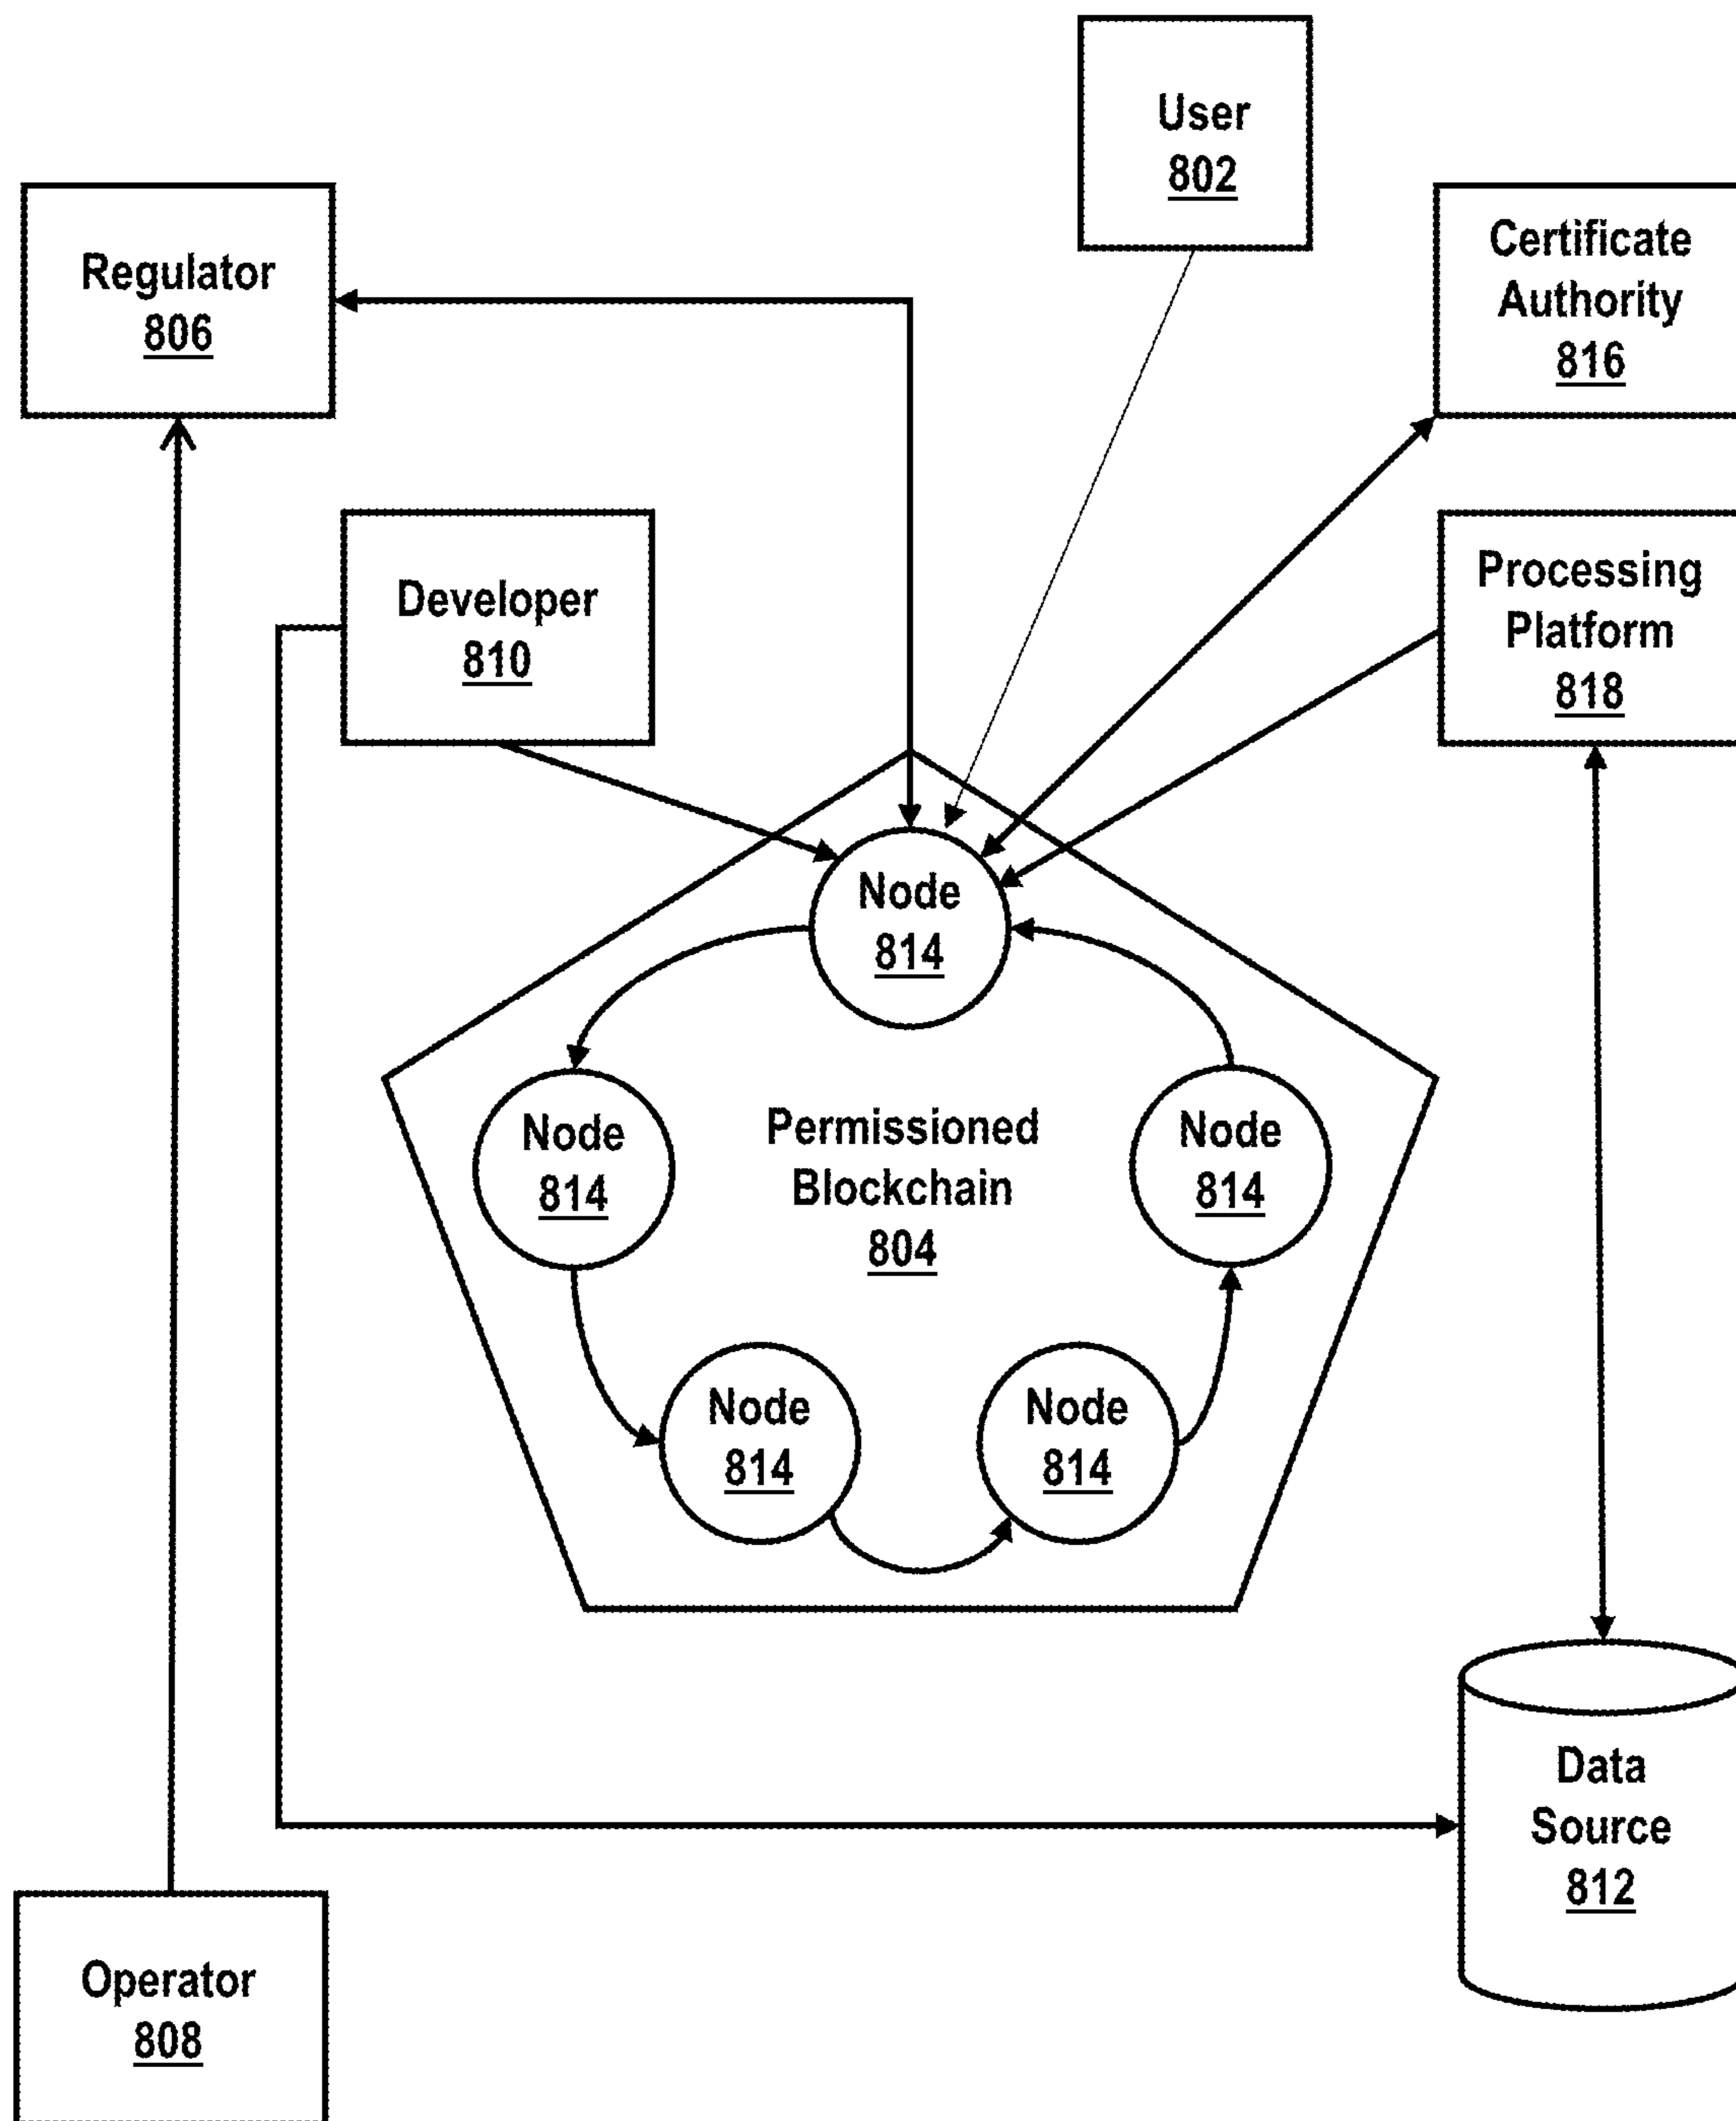 User
802
Regulator
806
Certificate
Authority
816
Developer
810
Processing
Platform
818
Node
814
Node
814
Permissioned
Blockchain
804
Node
814
Node
814
Node
814
Data
Source
812
Operator
808